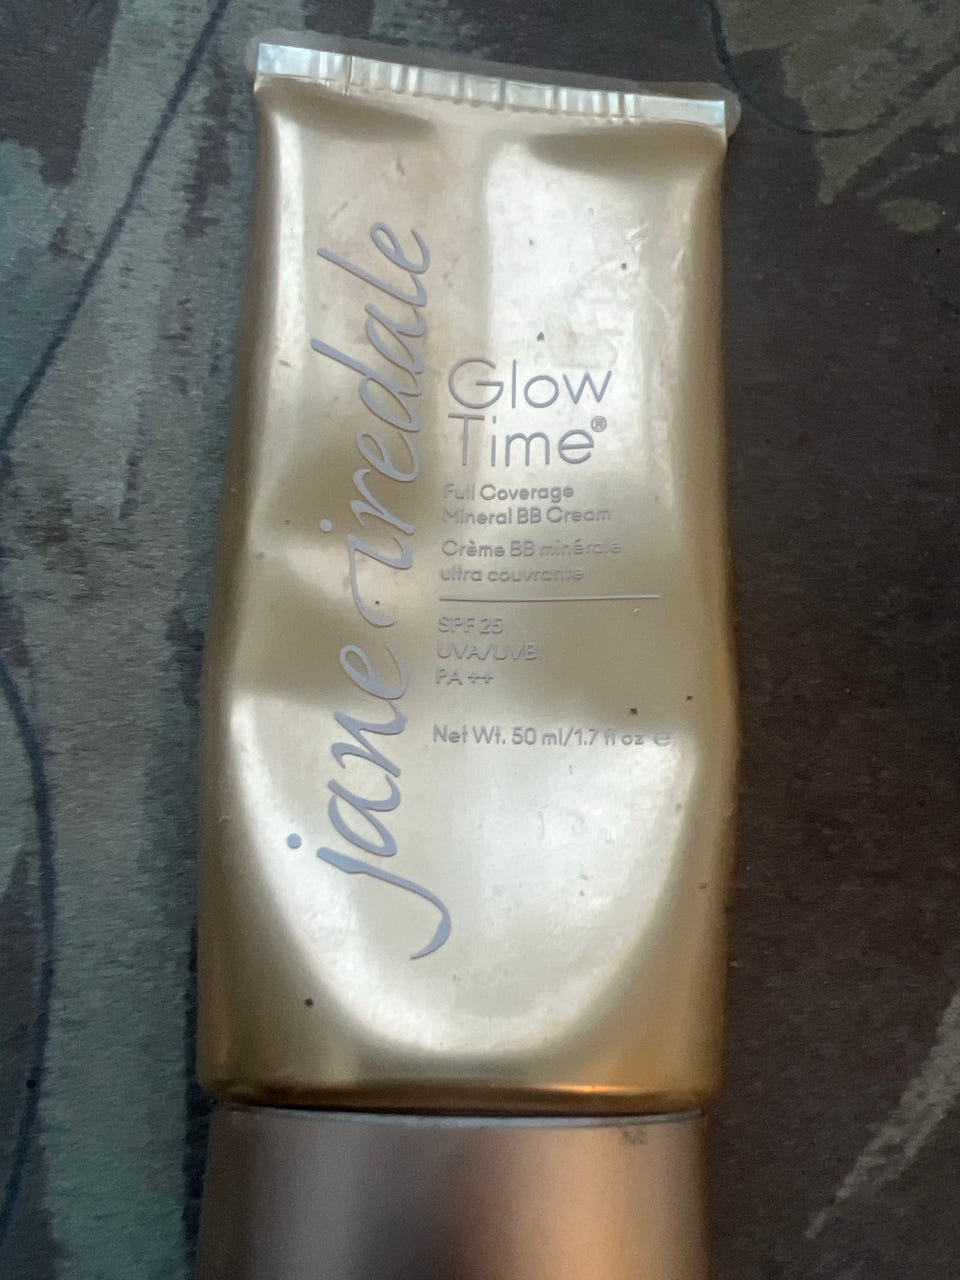 jane iredale
Glow
Time®
Full Coverage
Mineral BB Cream
Crème BB minérale
ultra couvrante
SPF 25
UVA/UVB
PA ++
Net Wt. 50 ml/1.7 fl oz ℮